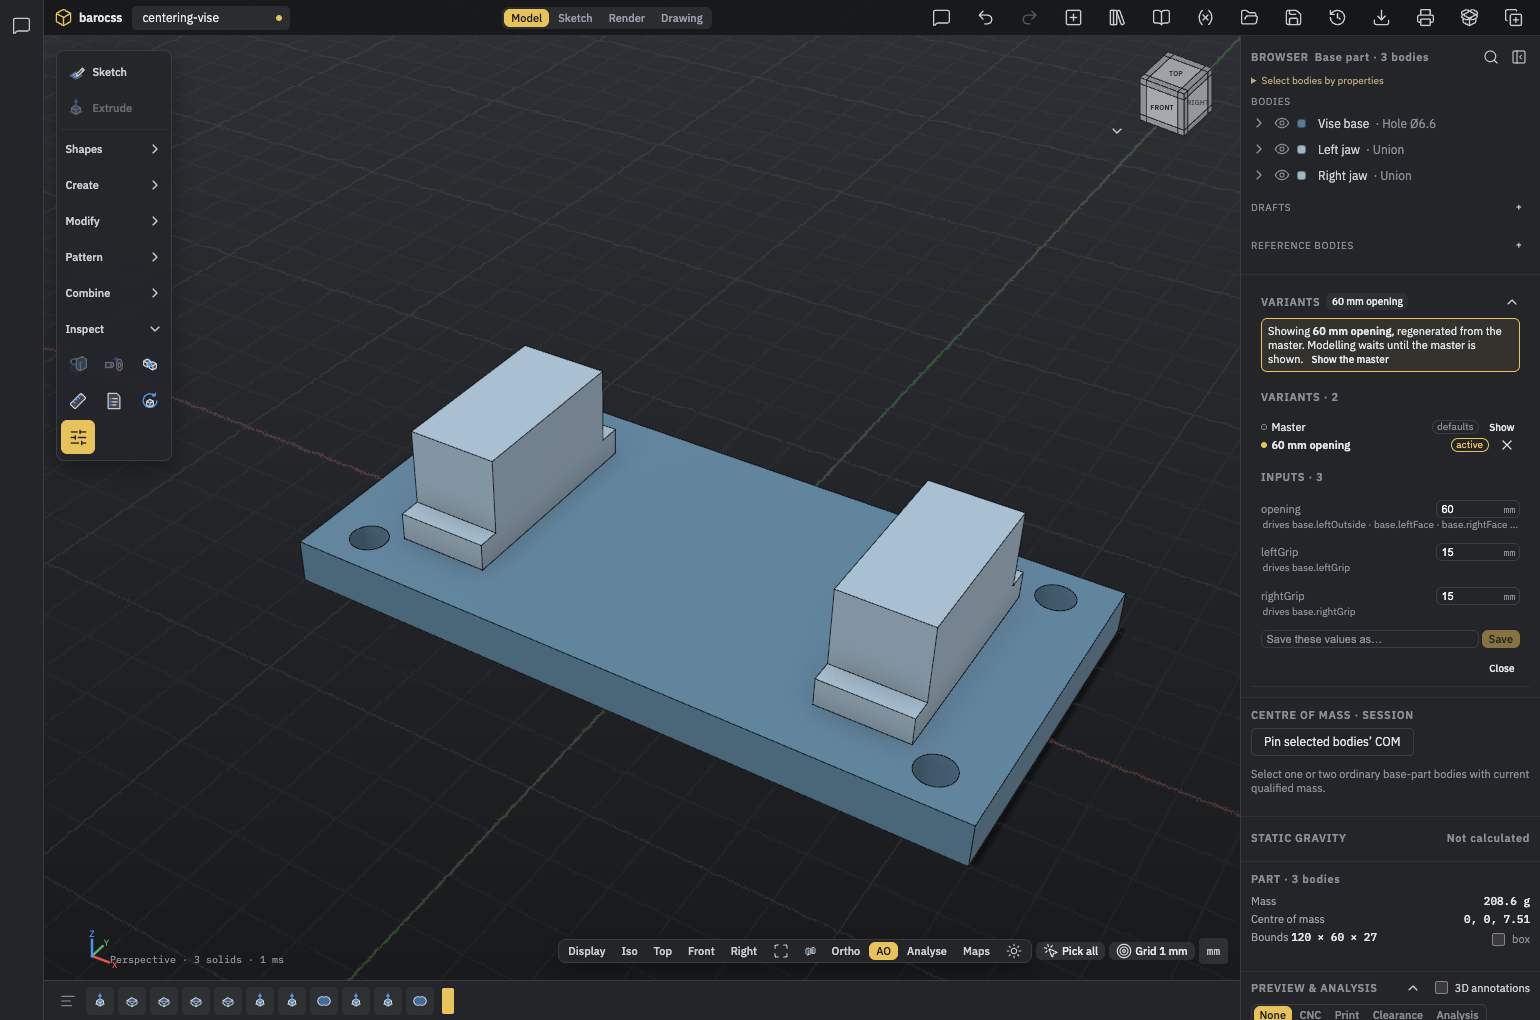 barocss
centering-vise
Model Sketch Render Drawing
Sketch
Extrude
Shapes
Create
Modify
Pattern
Combine
Inspect
TOP
FRONT
RIGHT
BROWSER Base part · 3 bodies
Select bodies by properties
BODIES
Vise base · Hole Ø6.6
Left jaw · Union
Right jaw · Union
DRAFTS +
REFERENCE BODIES +
VARIANTS 60 mm opening
Showing 60 mm opening, regenerated from the
master. Modelling waits until the master is
shown. Show the master
VARIANTS · 2
Master defaults Show
60 mm opening active
INPUTS · 3
opening 60 mm
drives base.leftOutside · base.leftFace · base.rightFace ...
leftGrip 15 mm
drives base.leftGrip
rightGrip 15 mm
drives base.rightGrip
Save these values as... Save
Close
CENTRE OF MASS · SESSION
Pin selected bodies' COM
Select one or two ordinary base-part bodies with current
qualified mass.
STATIC GRAVITY Not calculated
PART · 3 bodies
Mass 208.6 g
Centre of mass 0, 0, 7.51
Bounds 120 × 60 × 27 box
PREVIEW & ANALYSIS 3D annotations
None CNC Print Clearance Analysis
Z
Y
X
Perspective · 3 solids · 1 ms
Display Iso Top Front Right Ortho AO Analyse Maps Pick all Grid 1 mm mm